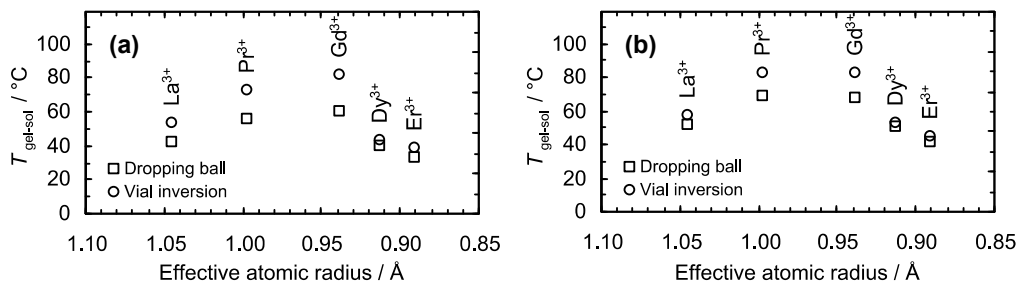 (a)
La³⁺
Pr³⁺
Gd³⁺
Dy³⁺
Er³⁺
T gel-sol / °C
100
80
60
40
20
0
□ Dropping ball
○ Vial inversion
1.10 1.05 1.00 0.95 0.90 0.85
Effective atomic radius / Å
(b)
La³⁺
Pr³⁺
Gd³⁺
Dy³⁺
Er³⁺
T gel-sol / °C
100
80
60
40
20
0
□ Dropping ball
○ Vial inversion
1.10 1.05 1.00 0.95 0.90 0.85
Effective atomic radius / Å